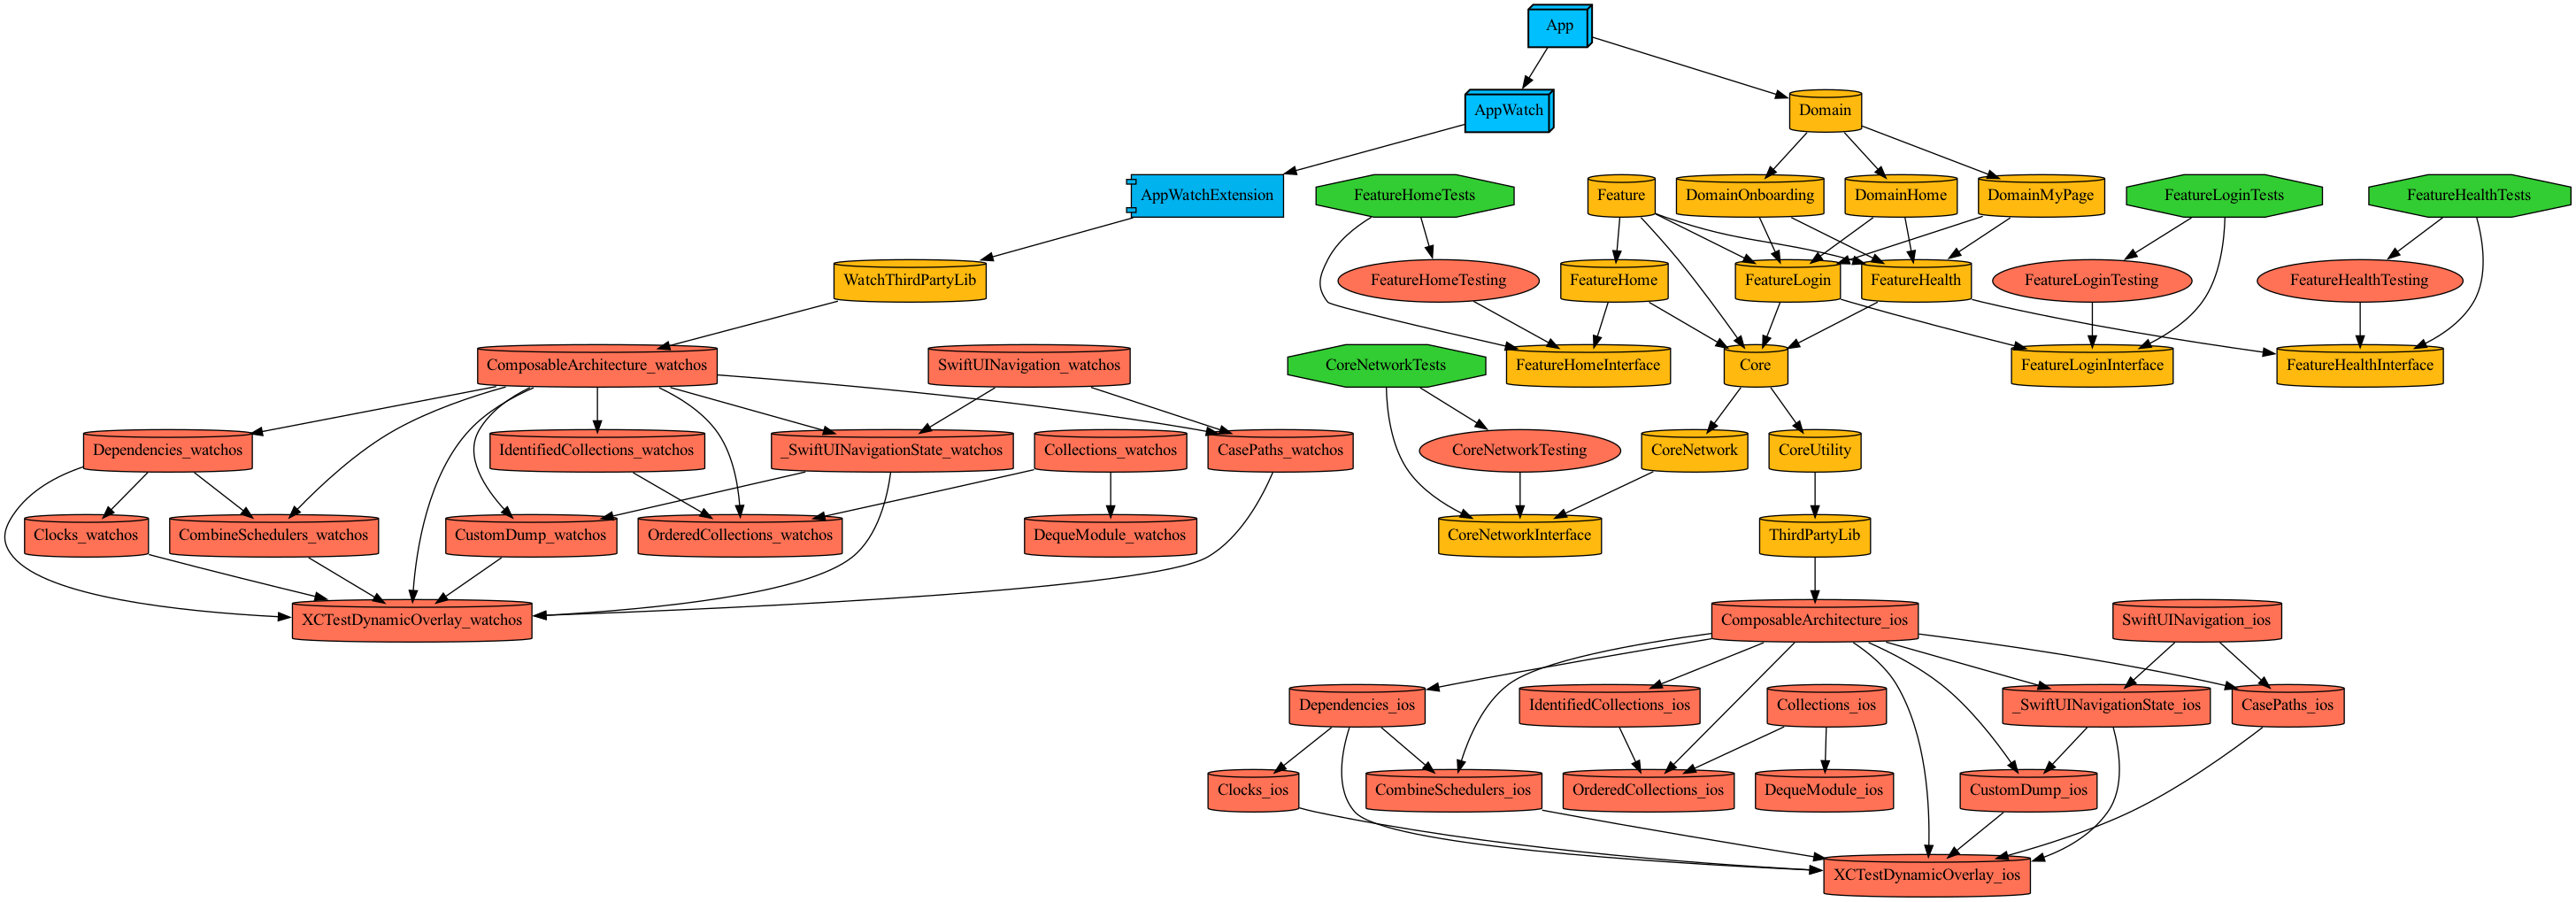 App
AppWatch
Domain
AppWatchExtension
FeatureHomeTests
Feature
DomainOnboarding
DomainHome
DomainMyPage
FeatureLoginTests
FeatureHealthTests
WatchThirdPartyLib
FeatureHomeTesting
FeatureHome
FeatureLogin
FeatureHealth
FeatureLoginTesting
FeatureHealthTesting
ComposableArchitecture_watchos
SwiftUINavigation_watchos
CoreNetworkTests
FeatureHomeInterface
Core
FeatureLoginInterface
FeatureHealthInterface
Dependencies_watchos
IdentifiedCollections_watchos
_SwiftUINavigationState_watchos
Collections_watchos
CasePaths_watchos
CoreNetworkTesting
CoreNetwork
CoreUtility
Clocks_watchos
CombineSchedulers_watchos
CustomDump_watchos
OrderedCollections_watchos
DequeModule_watchos
CoreNetworkInterface
ThirdPartyLib
XCTestDynamicOverlay_watchos
ComposableArchitecture_ios
SwiftUINavigation_ios
Dependencies_ios
IdentifiedCollections_ios
Collections_ios
_SwiftUINavigationState_ios
CasePaths_ios
Clocks_ios
CombineSchedulers_ios
OrderedCollections_ios
DequeModule_ios
CustomDump_ios
XCTestDynamicOverlay_ios